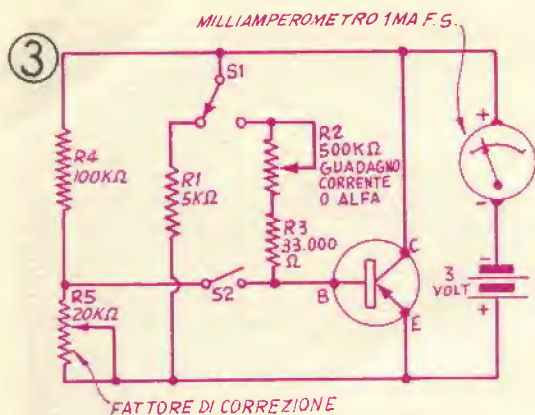 MILLIAMPEROMETRO 1MA F.S.
3
S1
+
R4
100KΩ
R1
5KΩ
R2
500KΩ
GUADAGNO
CORRENTE
O ALFA
R3
33.000
Ω
-
C
B
E
3
VOLT
-
+
S2
R5
20KΩ
FATTORE DI CORREZIONE